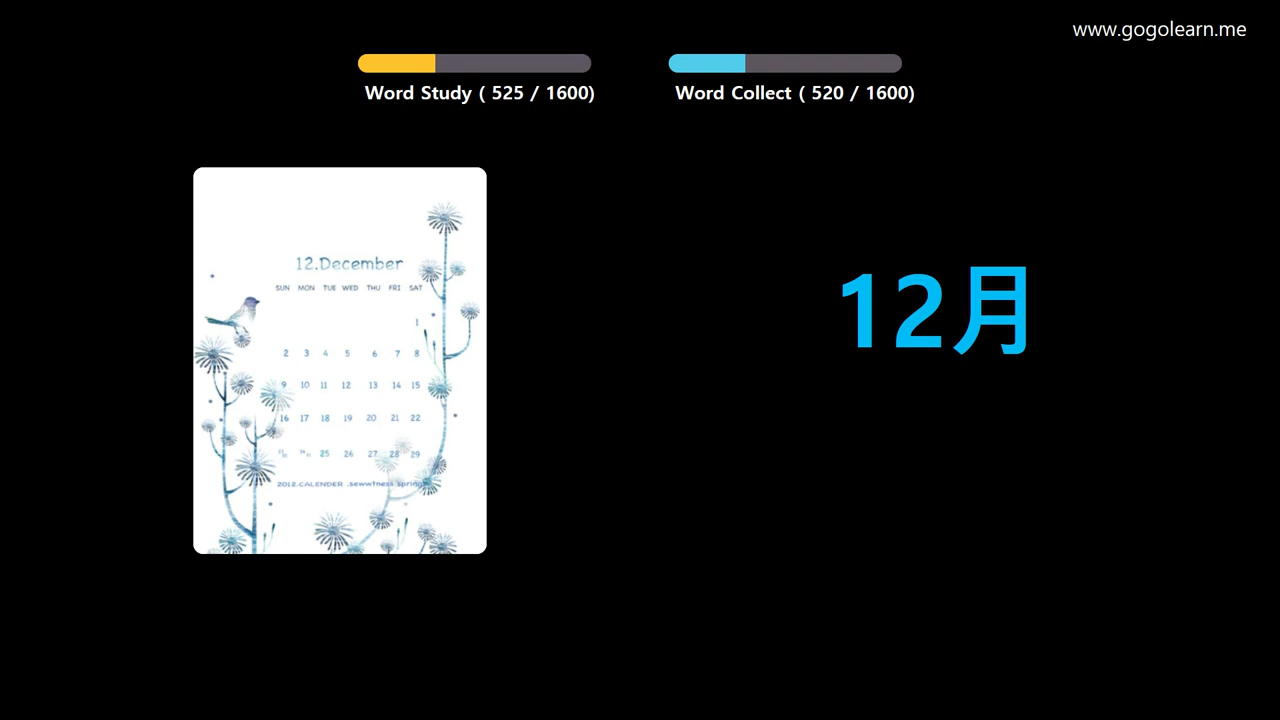 www.gogolearn.me
Word Study ( 525 / 1600)
Word Collect ( 520 / 1600)
12.December
SUN MON TUE WED THU FRI SAT
1
2 3 4 5 6 7 8
9 10 11 12 13 14 15
16 17 18 19 20 21 22
25 26 27 28 29
2012.CALENDER .sewwtness spring
12月